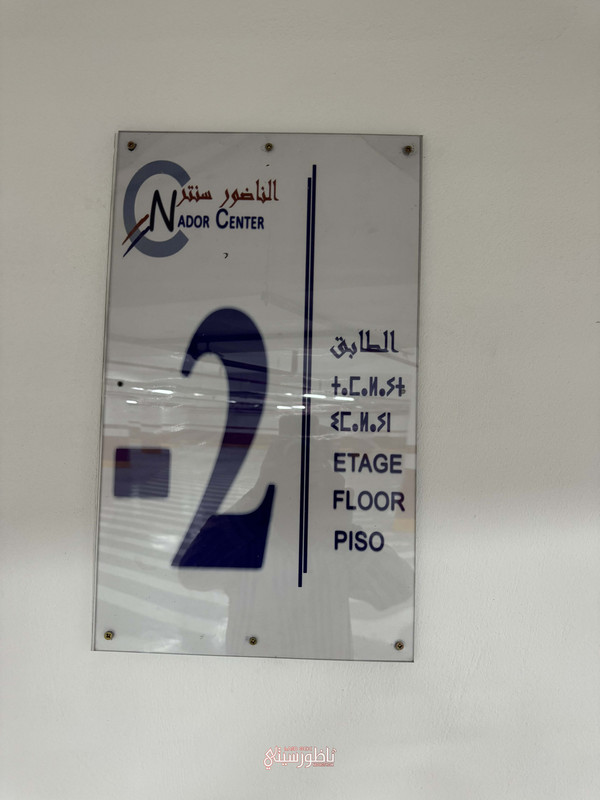 الناضور سنتر
NADOR CENTER
-2
الطابق
ⵜⴰⵎⴰⵍⴰⵢⵜ
ⵉⵎⴰⵍⴰⵢⵏ
ETAGE
FLOOR
PISO
ناظورسيتي